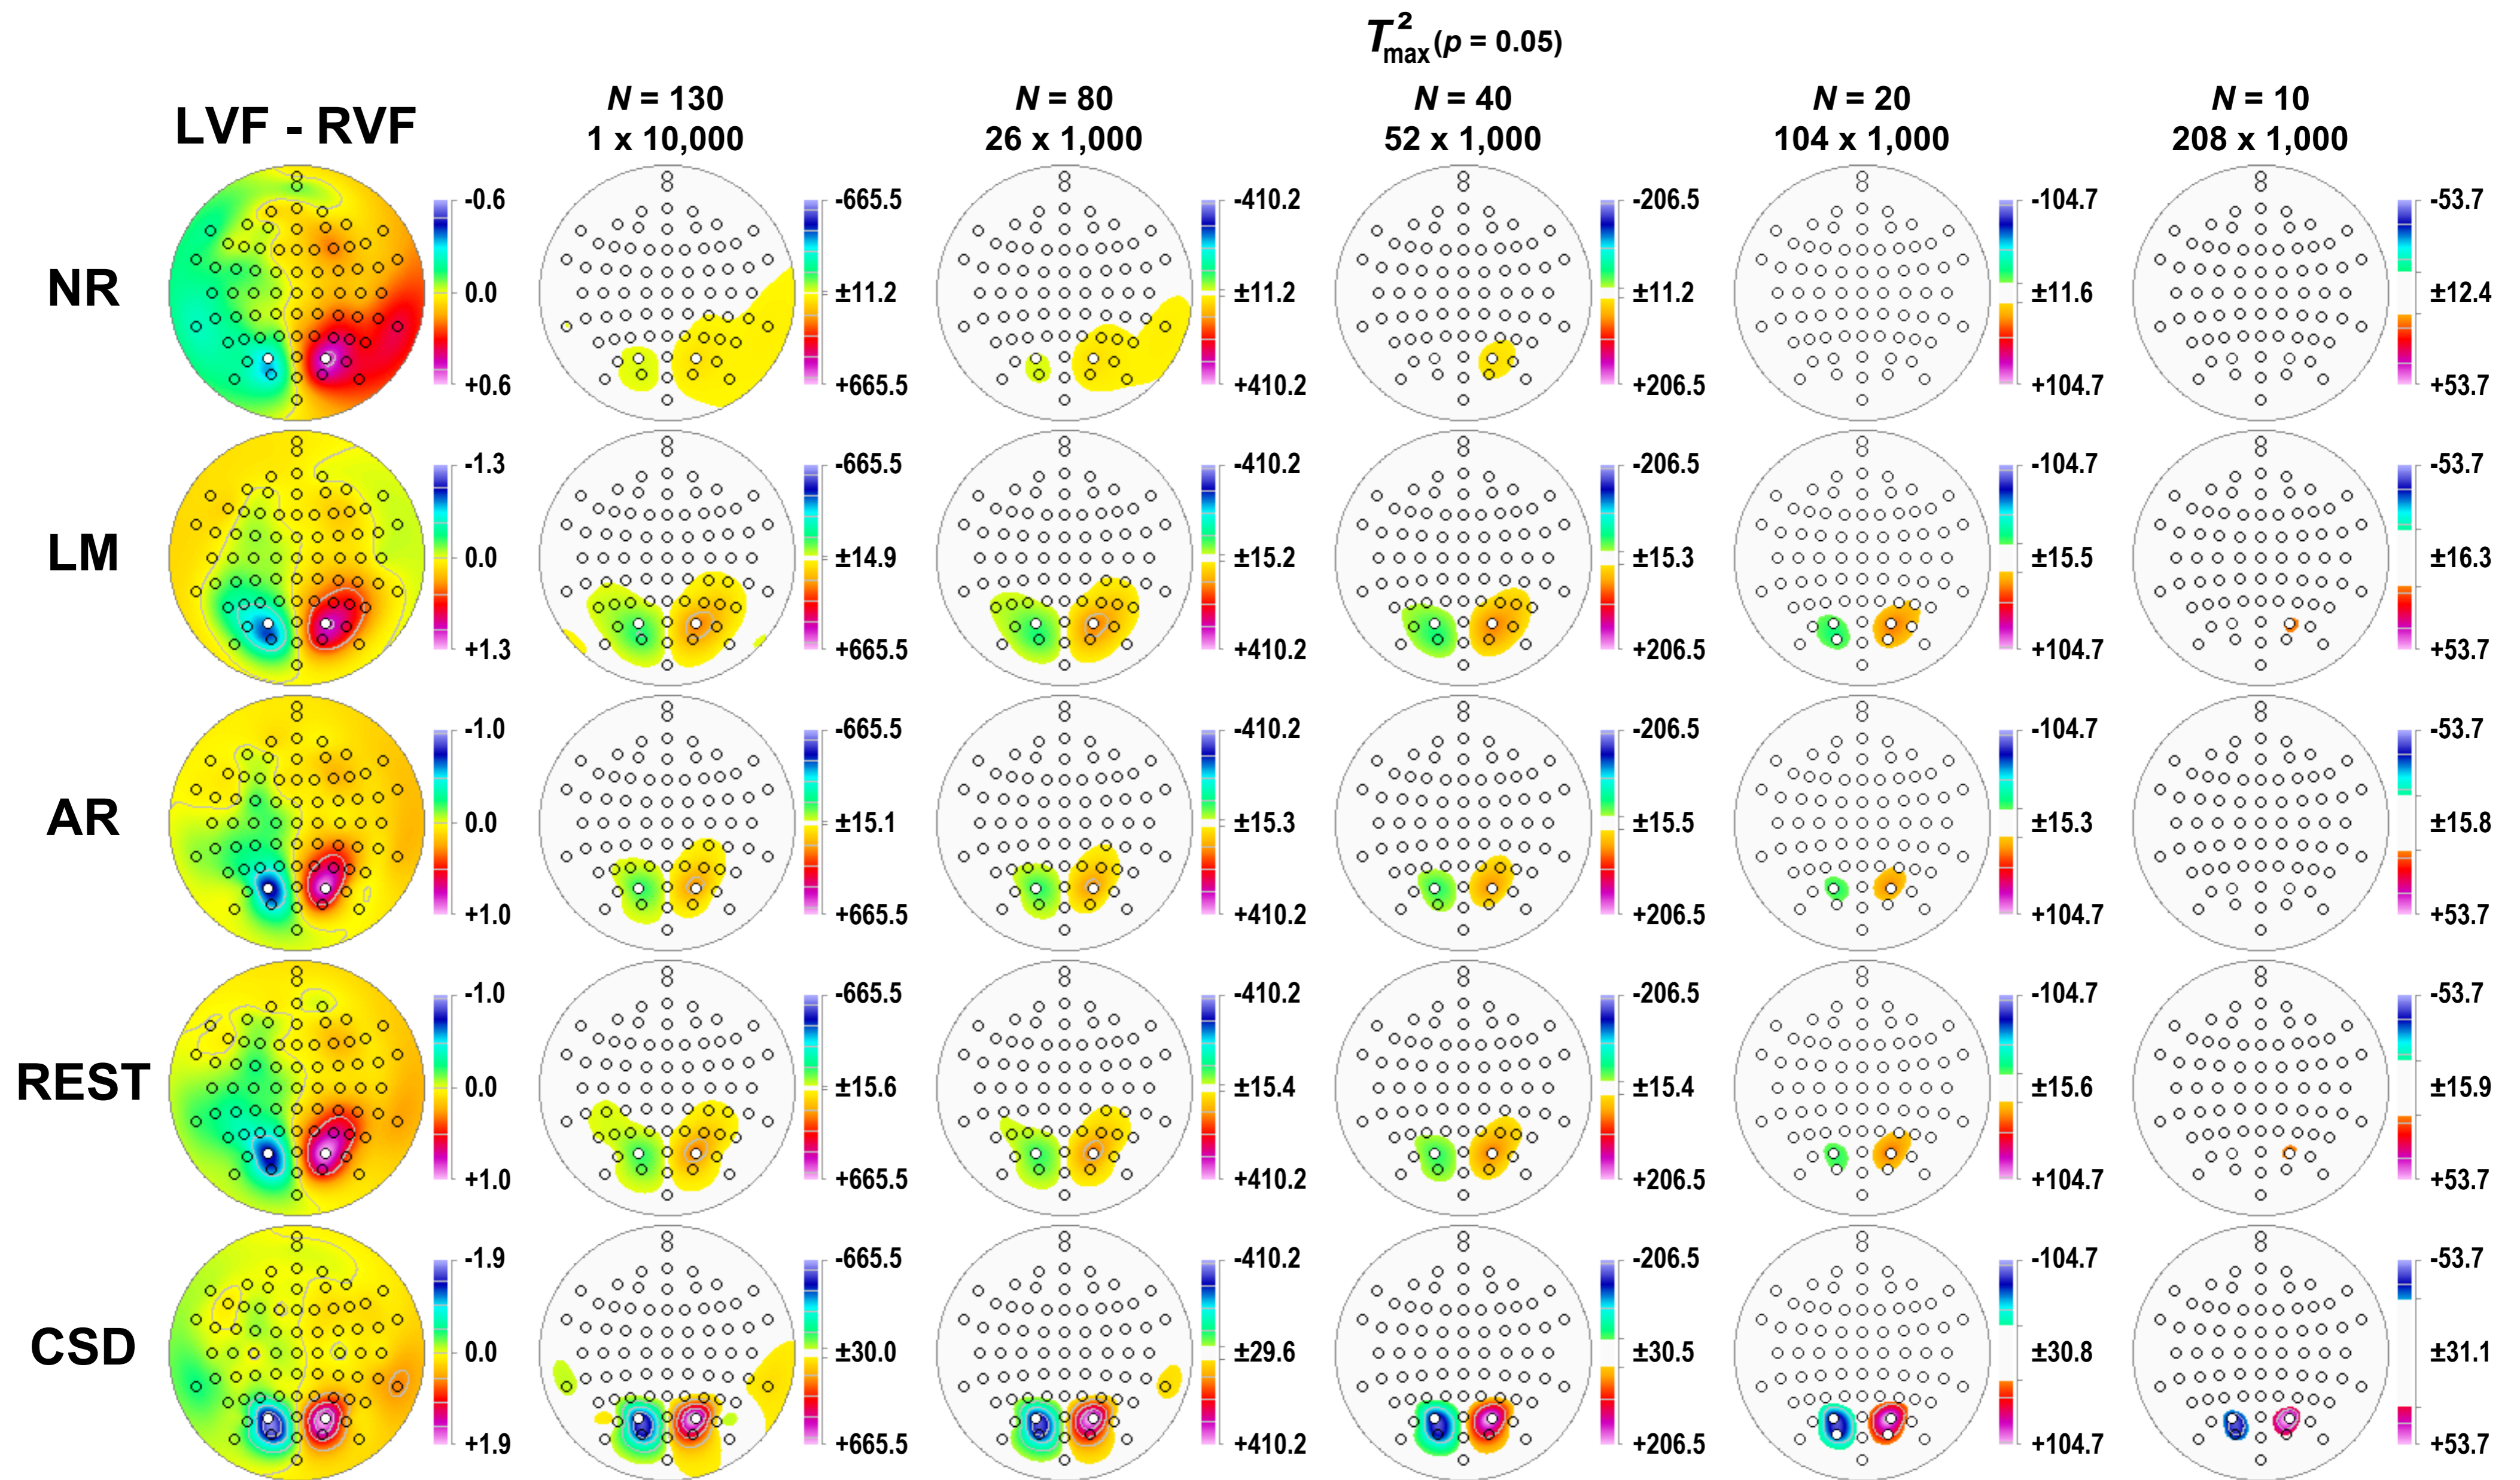 T²max (p = 0.05)
LVF - RVF
N = 130 N = 80 N = 40 N = 20 N = 10
1 x 10,000 26 x 1,000 52 x 1,000 104 x 1,000 208 x 1,000
-0.6 -665.5 -410.2 -206.5 -104.7 -53.7
NR 0.0 ±11.2 ±11.2 ±11.2 ±11.6 ±12.4
+0.6 +665.5 +410.2 +206.5 +104.7 +53.7
-1.3 -665.5 -410.2 -206.5 -104.7 -53.7
LM 0.0 ±14.9 ±15.2 ±15.3 ±15.5 ±16.3
+1.3 +665.5 +410.2 +206.5 +104.7 +53.7
-1.0 -665.5 -410.2 -206.5 -104.7 -53.7
AR 0.0 ±15.1 ±15.3 ±15.5 ±15.3 ±15.8
+1.0 +665.5 +410.2 +206.5 +104.7 +53.7
-1.0 -665.5 -410.2 -206.5 -104.7 -53.7
REST 0.0 ±15.6 ±15.4 ±15.4 ±15.6 ±15.9
+1.0 +665.5 +410.2 +206.5 +104.7 +53.7
-1.9 -665.5 -410.2 -206.5 -104.7 -53.7
CSD 0.0 ±30.0 ±29.6 ±30.5 ±30.8 ±31.1
+1.9 +665.5 +410.2 +206.5 +104.7 +53.7